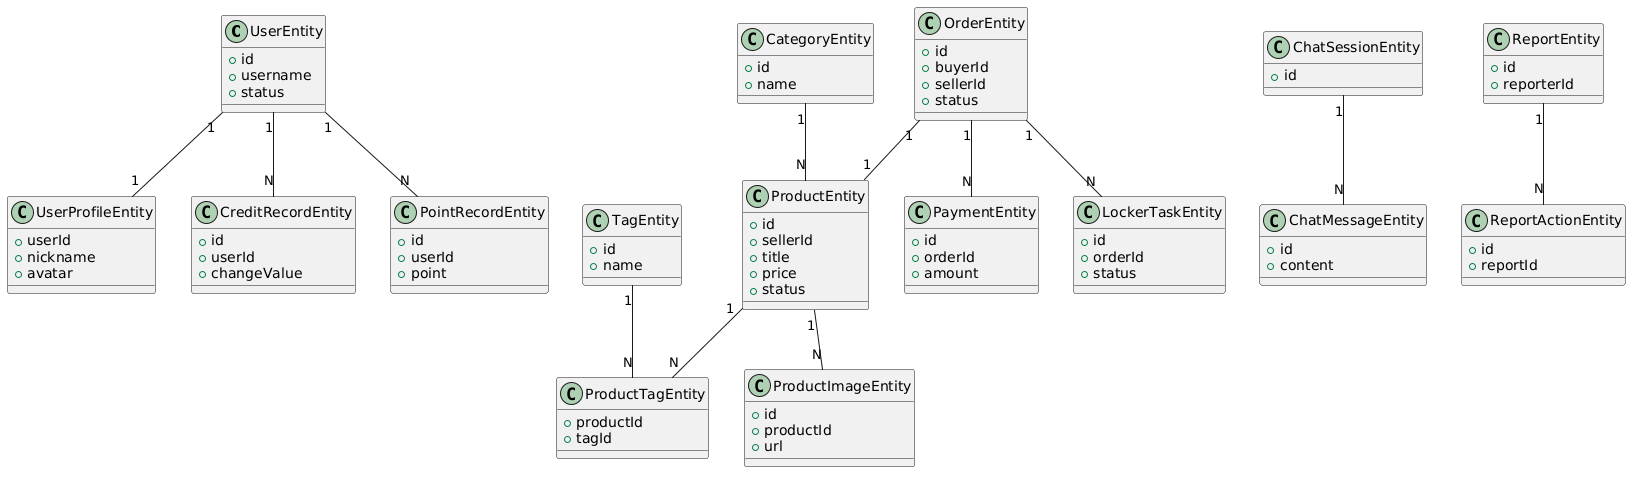 C UserEntity
id
username
status
C CategoryEntity
id
name
C OrderEntity
id
buyerId
sellerId
status
C ChatSessionEntity
id
C ReportEntity
id
reporterId
1
1
1
1
1
1
1
1
1
1
N
N
N
1
N
N
N
N
C UserProfileEntity
userId
nickname
avatar
C CreditRecordEntity
id
userId
changeValue
C PointRecordEntity
id
userId
point
C TagEntity
id
name
C ProductEntity
id
sellerId
title
price
status
C PaymentEntity
id
orderId
amount
C LockerTaskEntity
id
orderId
status
C ChatMessageEntity
id
content
C ReportActionEntity
id
reportId
1
1
1
N
N
N
C ProductTagEntity
productId
tagId
C ProductImageEntity
id
productId
url